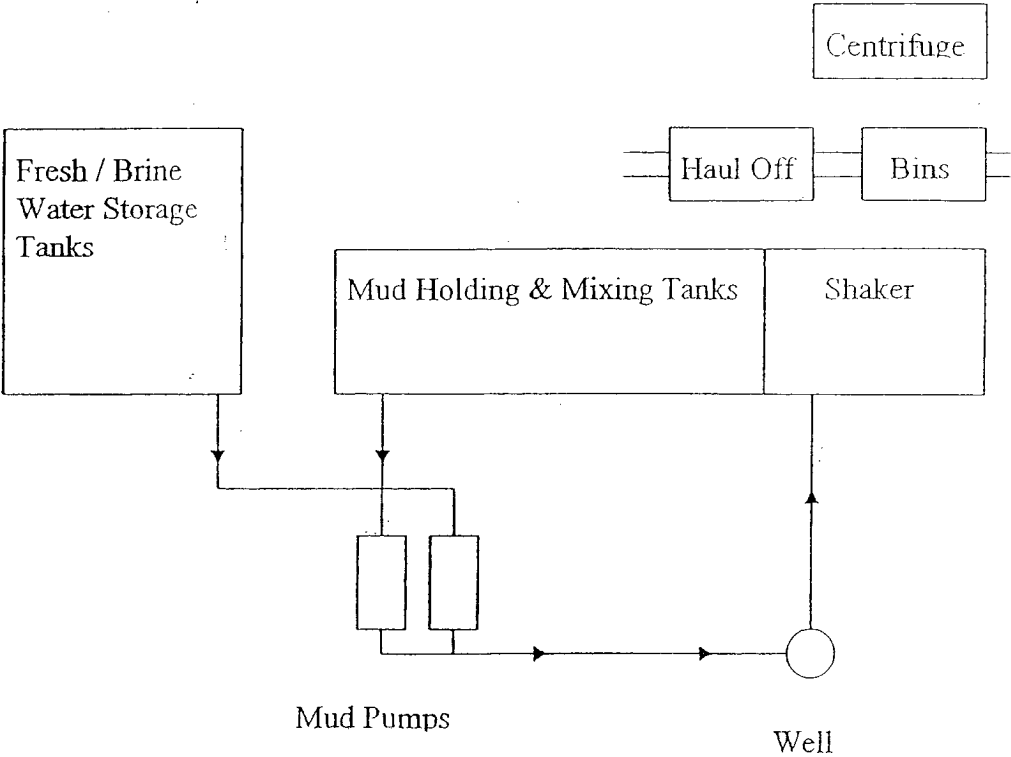 Centrifuge
Fresh / Brine
Water Storage
Tanks
Haul Off
Bins
Mud Holding & Mixing Tanks
Shaker
Mud Pumps
Well